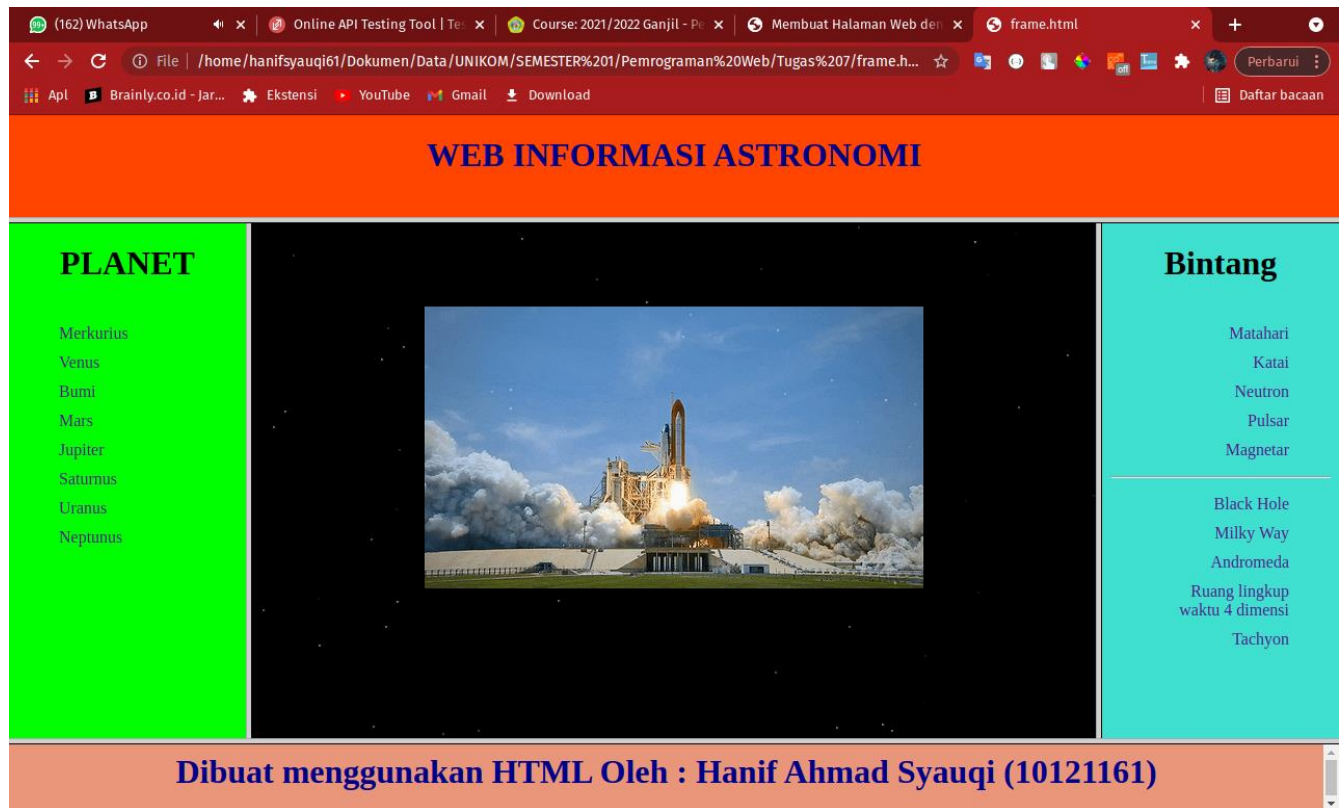 (162) WhatsApp
Online API Testing Tool | Tes
Course: 2021/2022 Ganjil - Pe
Membuat Halaman Web den
frame.html
File | /home/hanifsyauqi61/Dokumen/Data/UNIKOM/SEMESTER%201/Pemrograman%20Web/Tugas%207/frame.h...
off
Perbarui
Apl
Brainly.co.id - Jar...
Ekstensi
YouTube
Gmail
Download
Daftar bacaan
WEB INFORMASI ASTRONOMI
PLANET
Merkurius
Venus
Bumi
Mars
Jupiter
Saturnus
Uranus
Neptunus
Bintang
Matahari
Katai
Neutron
Pulsar
Magnetar
Black Hole
Milky Way
Andromeda
Ruang lingkup
waktu 4 dimensi
Tachyon
Dibuat menggunakan HTML Oleh : Hanif Ahmad Syauqi (10121161)